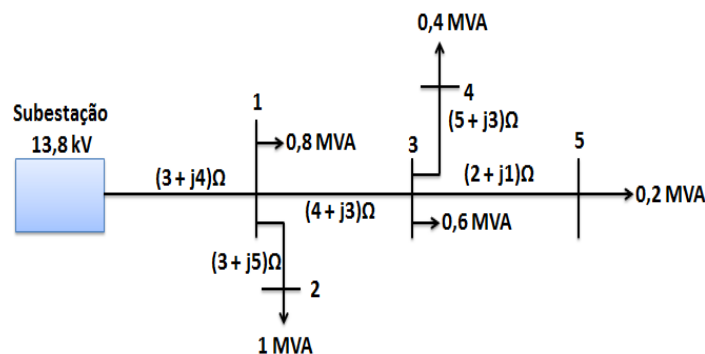 0,4 MVA
Subestação
13,8 kV
1
4
(5 + j3)Ω
3
5
0,8 MVA
(3 + j4)Ω
(2 + j1)Ω
0,2 MVA
(4 + j3)Ω
0,6 MVA
(3 + j5)Ω
2
1 MVA